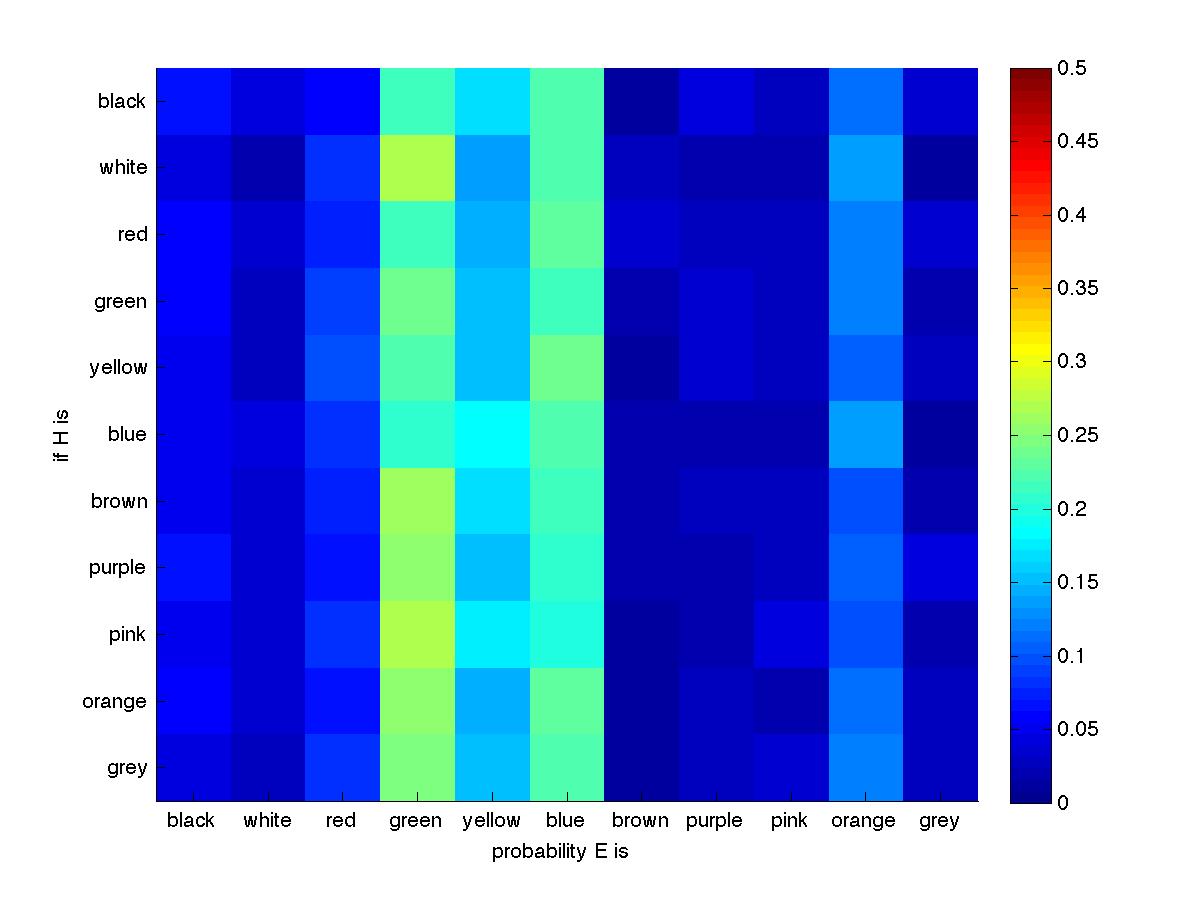 black
white
red
green
yellow
blue
brown
purple
pink
orange
grey
if H is
black white red green yellow blue brown purple pink orange grey
probability E is
0.5
0.45
0.4
0.35
0.3
0.25
0.2
0.15
0.1
0.05
0